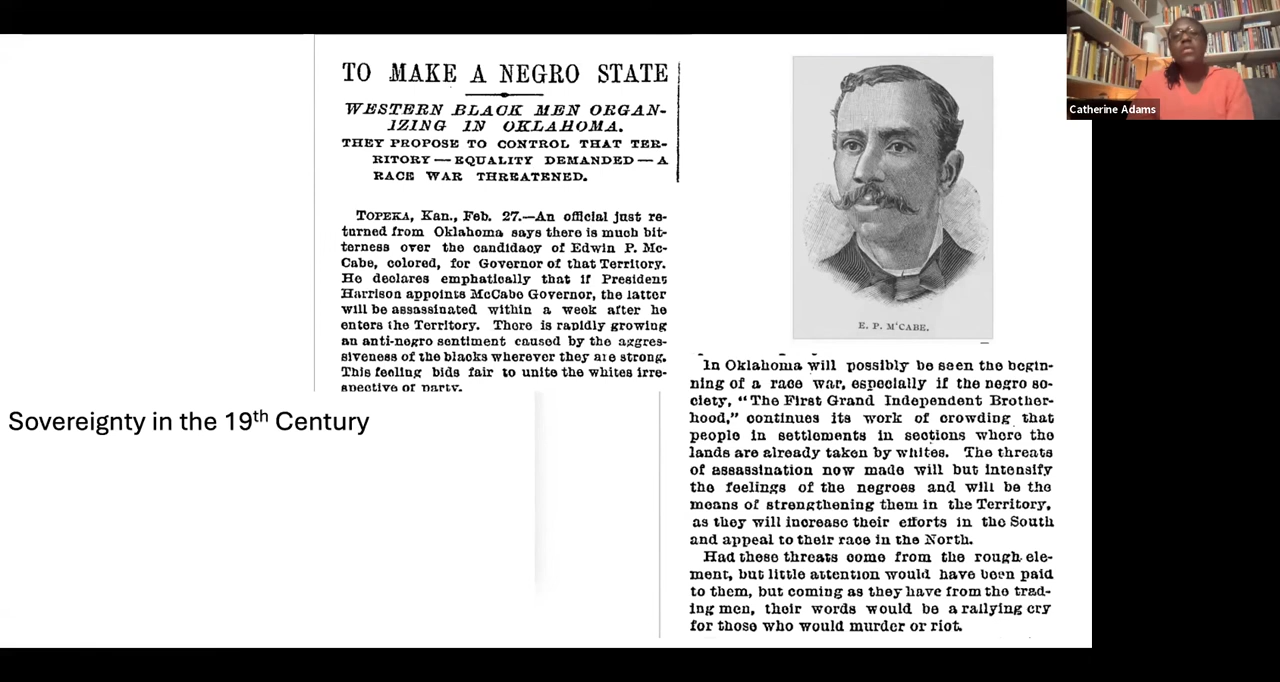 TO MAKE A NEGRO STATE
WESTERN BLACK MEN ORGAN-
IZING IN OKLAHOMA.
THEY PROPOSE TO CONTROL THAT TER-
RITORY—EQUALITY DEMANDED—A
RACE WAR THREATENED.
TOPEKA, Kan., Feb. 27.—An official just re-
turned from Oklahoma says there is much bit-
terness over the candidacy of Edwin P. Mc-
Cabe, colored, for Governor of that Territory.
He declares emphatically that if President
Harrison appoints McCabe Governor, the latter
will be assassinated within a week after he
enters the Territory. There is rapidly growing
an anti-negro sentiment caused by the aggres-
siveness of the blacks wherever they are strong.
This feeling bids fair to unite the whites irre-
spective of party.
Sovereignty in the 19th Century
E. P. M'CABE.
In Oklahoma will possibly be seen the begin-
ning of a race war, especially if the negro so-
ciety, "The First Grand Independent Brother-
hood," continues its work of crowding that
people in settlements in sections where the
lands are already taken by whites. The threats
of assassination now made will but intensify
the feelings of the negroes and will be the
means of strengthening them in the Territory,
as they will increase their efforts in the South
and appeal to their race in the North.
Had these threats come from the rough ele-
ment, but little attention would have been paid
to them, but coming as they have from the trad-
ing men, their words would be a rallying cry
for those who would murder or riot.
Catherine Adams